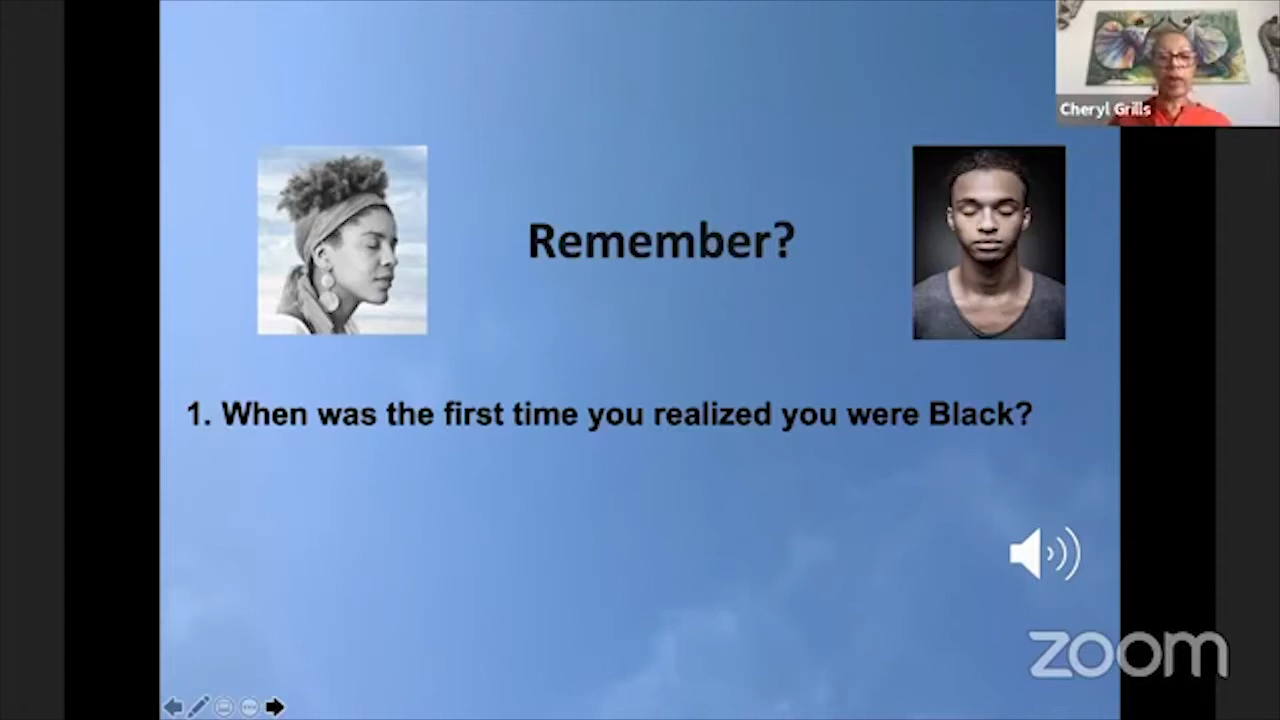 Cheryl Grills
Remember?
1. When was the first time you realized you were Black?
zoom